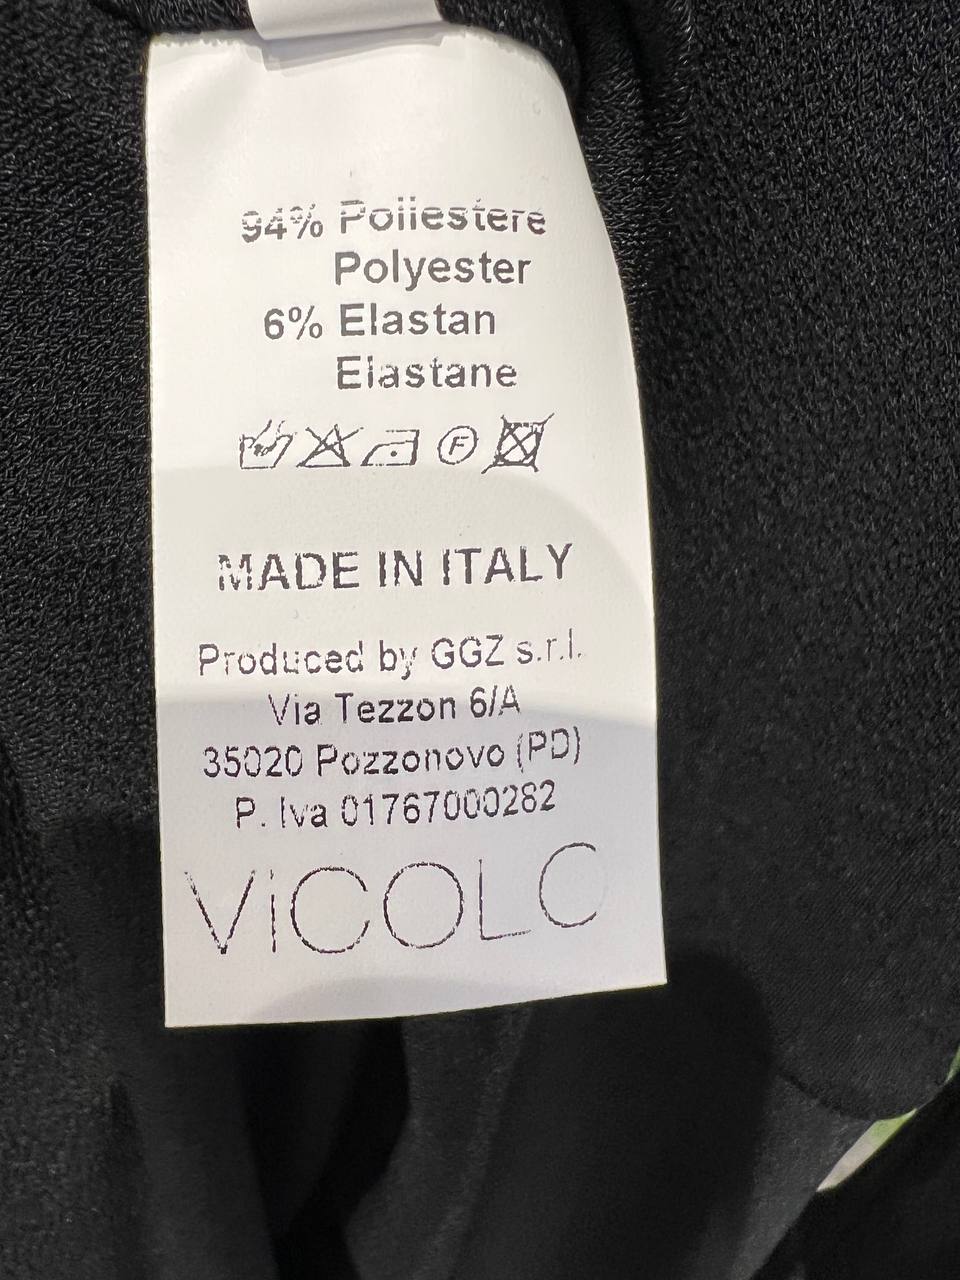 94% Poliestere
Polyester
6% Elastan
Elastane
F
MADE IN ITALY
Produced by GGZ s.r.l.
Via Tezzon 6/A
35020 Pozzonovo (PD)
P. Iva 01767000282
ViCOLO